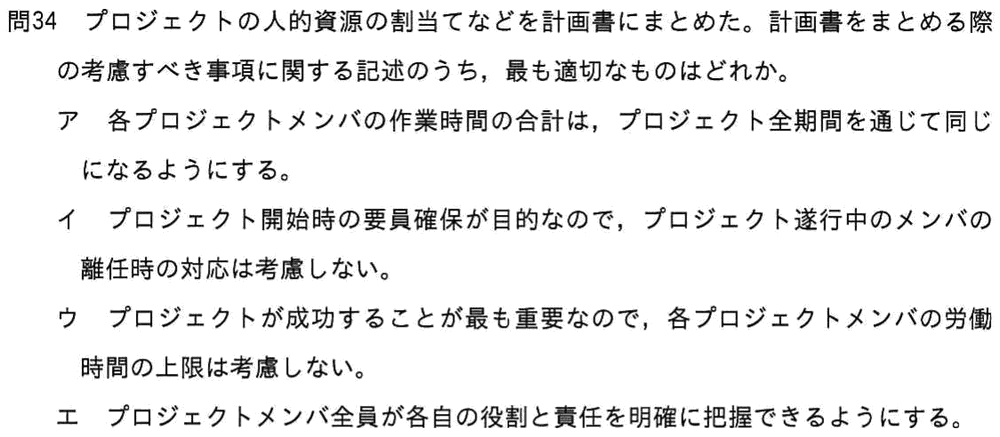 問34 プロジェクトの人的資源の割当てなどを計画書にまとめた。計画書をまとめる際
の考慮すべき事項に関する記述のうち，最も適切なものはどれか。
ア 各プロジェクトメンバの作業時間の合計は，プロジェクト全期間を通じて同じ
になるようにする。
イ プロジェクト開始時の要員確保が目的なので，プロジェクト遂行中のメンバの
離任時の対応は考慮しない。
ウ プロジェクトが成功することが最も重要なので，各プロジェクトメンバの労働
時間の上限は考慮しない。
エ プロジェクトメンバ全員が各自の役割と責任を明確に把握できるようにする。